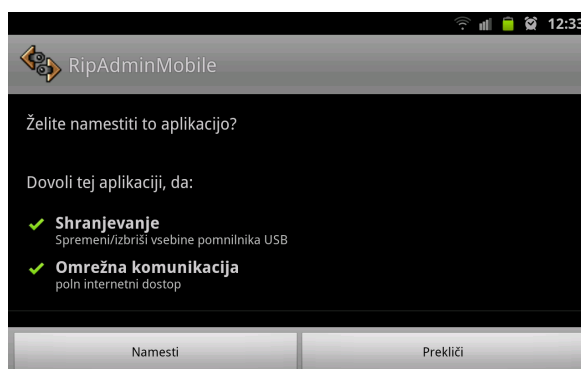 12:33
RipAdminMobile
Želite namestiti to aplikacijo?
Dovoli tej aplikaciji, da:
Shranjevanje
Spremeni/izbriši vsebine pomnilnika USB
Omrežna komunikacija
poln internetni dostop
Namesti
Prekliči